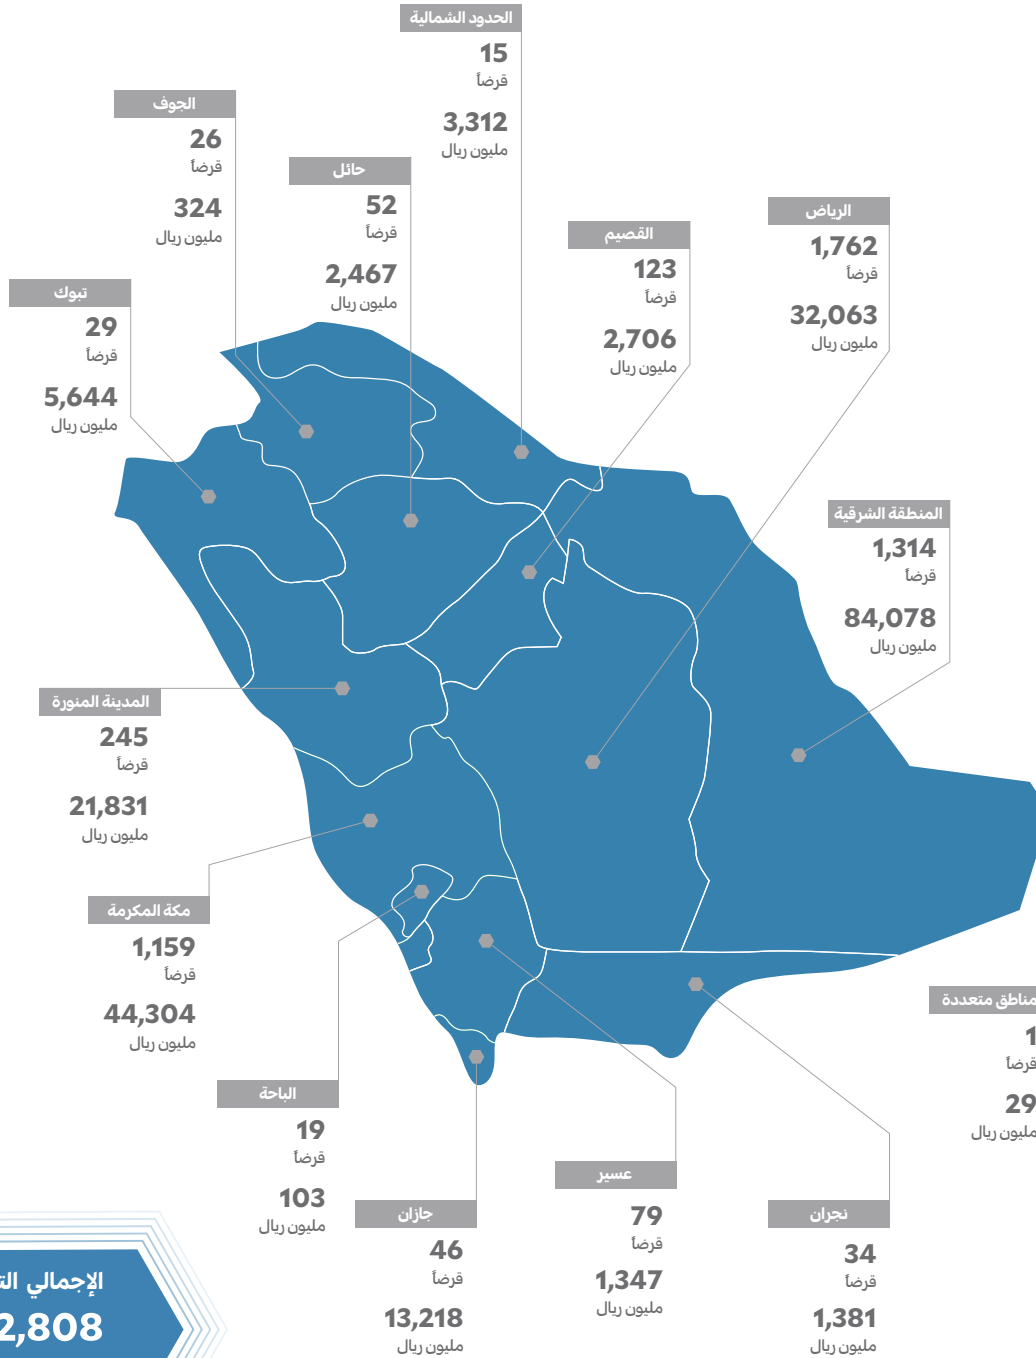 الحدود الشمالية
15
قرضاً
3,312
مليون ريال
الجوف
26
قرضاً
324
مليون ريال
حائل
52
قرضاً
2,467
مليون ريال
الرياض
1,762
قرضاً
32,063
مليون ريال
القصيم
123
قرضاً
2,706
مليون ريال
تبوك
29
قرضاً
5,644
مليون ريال
المنطقة الشرقية
1,314
قرضاً
84,078
مليون ريال
المدينة المنورة
245
قرضاً
21,831
مليون ريال
مكة المكرمة
1,159
قرضاً
44,304
مليون ريال
مناطق متعددة
1
قرضاً
29
مليون ريال
الباحة
19
قرضاً
103
مليون ريال
عسير
79
قرضاً
1,347
مليون ريال
جازان
46
قرضاً
13,218
مليون ريال
نجران
34
قرضاً
1,381
مليون ريال
الإجمالي
2,808